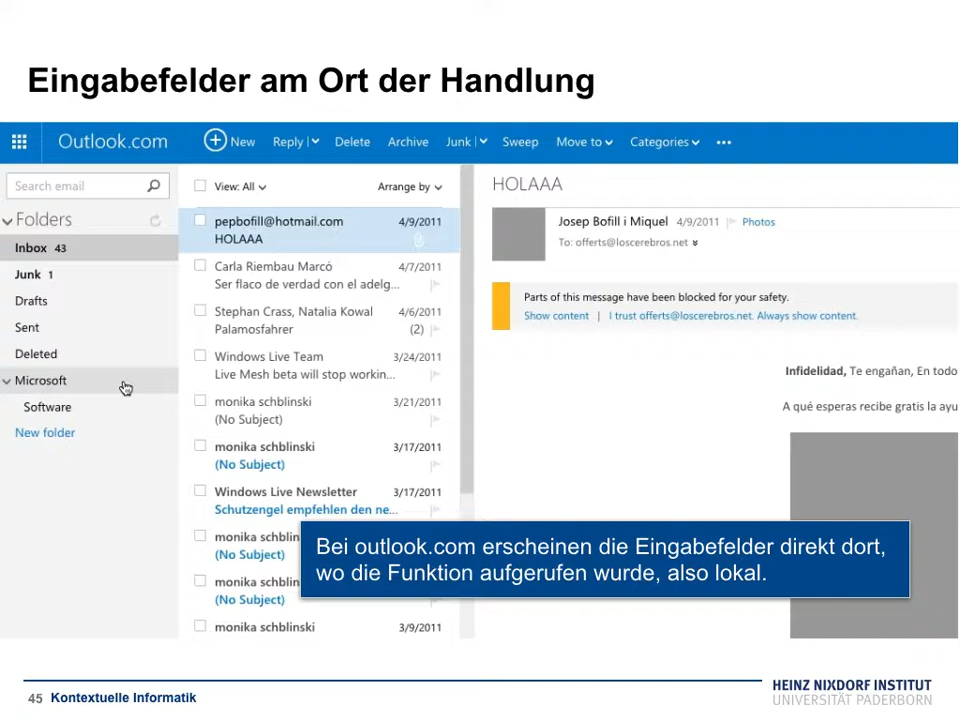 Eingabefelder am Ort der Handlung
Outlook.com
New Reply Delete Archive Junk Sweep Move to Categories •••
Search email
Folders
Inbox 43
Junk 1
Drafts
Sent
Deleted
Microsoft
Software
New folder
View: All Arrange by
pepbofill@hotmail.com 4/9/2011
HOLAAA
Carla Riembau Marcó 4/7/2011
Ser flaco de verdad con el adelg...
Stephan Crass, Natalia Kowal 4/6/2011
Palamosfahrer (2)
Windows Live Team 3/24/2011
Live Mesh beta will stop workin...
monika schblinski 3/21/2011
(No Subject)
monika schblinski 3/17/2011
(No Subject)
Windows Live Newsletter 3/17/2011
Schutzengel empfehlen den ne...
monika schblin
(No Subject)
monika schblin
(No Subject)
monika schblinski 3/9/2011
HOLAAA
Josep Bofill i Miquel 4/9/2011 Photos
To: offerts@loscerebros.net
Parts of this message have been blocked for your safety.
Show content | I trust offerts@loscerebros.net. Always show content.
Infidelidad, Te engañan, En todo
A qué esperas recibe gratis la ayu
Bei outlook.com erscheinen die Eingabefelder direkt dort,
wo die Funktion aufgerufen wurde, also lokal.
45 Kontextuelle Informatik
HEINZ NIXDORF INSTITUT
UNIVERSITÄT PADERBORN